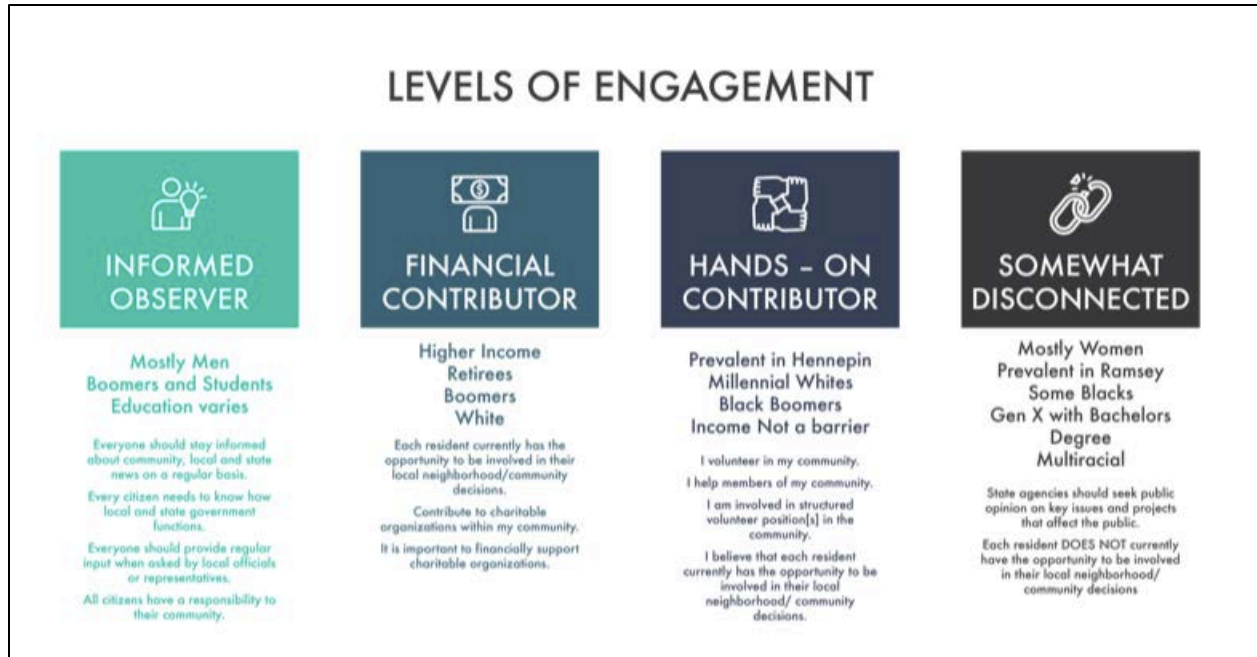 LEVELS OF ENGAGEMENT
INFORMED
OBSERVER
Mostly Men
Boomers and Students
Education varies
Everyone should stay informed
about community, local and state
news on a regular basis.
Every citizen needs to know how
local and state government
functions.
Everyone should provide regular
input when asked by local officials
or representatives.
All citizens have a responsibility to
their community.
FINANCIAL
CONTRIBUTOR
Higher Income
Retirees
Boomers
White
Each resident currently has the
opportunity to be involved in their
local neighborhood/community
decisions.
Contribute to charitable
organizations within my community.
It is important to financially support
charitable organizations.
HANDS – ON
CONTRIBUTOR
Prevalent in Hennepin
Millennial Whites
Black Boomers
Income Not a barrier
I volunteer in my community.
I help members of my community.
I am involved in structured
volunteer position[s] in the
community.
I believe that each resident
currently has the opportunity to be
involved in their local
neighborhood/ community
decisions.
SOMEWHAT
DISCONNECTED
Mostly Women
Prevalent in Ramsey
Some Blacks
Gen X with Bachelors
Degree
Multiracial
State agencies should seek public
opinion on key issues and projects
that affect the public.
Each resident DOES NOT currently
have the opportunity to be involved
in their local neighborhood/
community decisions